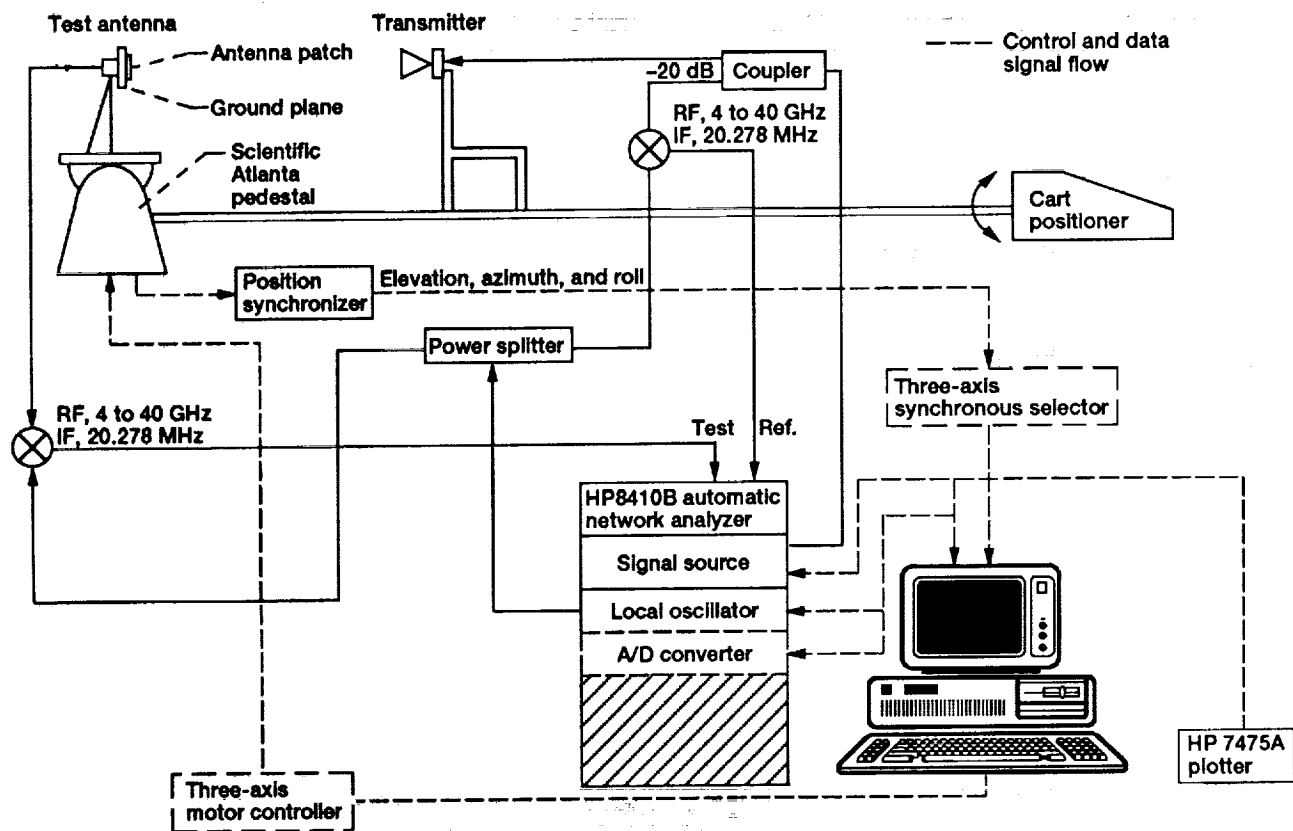 Test antenna
Transmitter
Antenna patch
Ground plane
Scientific
Atlanta
pedestal
–20 dB
Coupler
Control and data
signal flow
RF, 4 to 40 GHz
IF, 20.278 MHz
Cart
positioner
Position
synchronizer
Elevation, azimuth, and roll
Power splitter
Three-axis
synchronous selector
RF, 4 to 40 GHz
IF, 20.278 MHz
Test
Ref.
HP8410B automatic
network analyzer
Signal source
Local oscillator
A/D converter
HP 7475A
plotter
Three-axis
motor controller